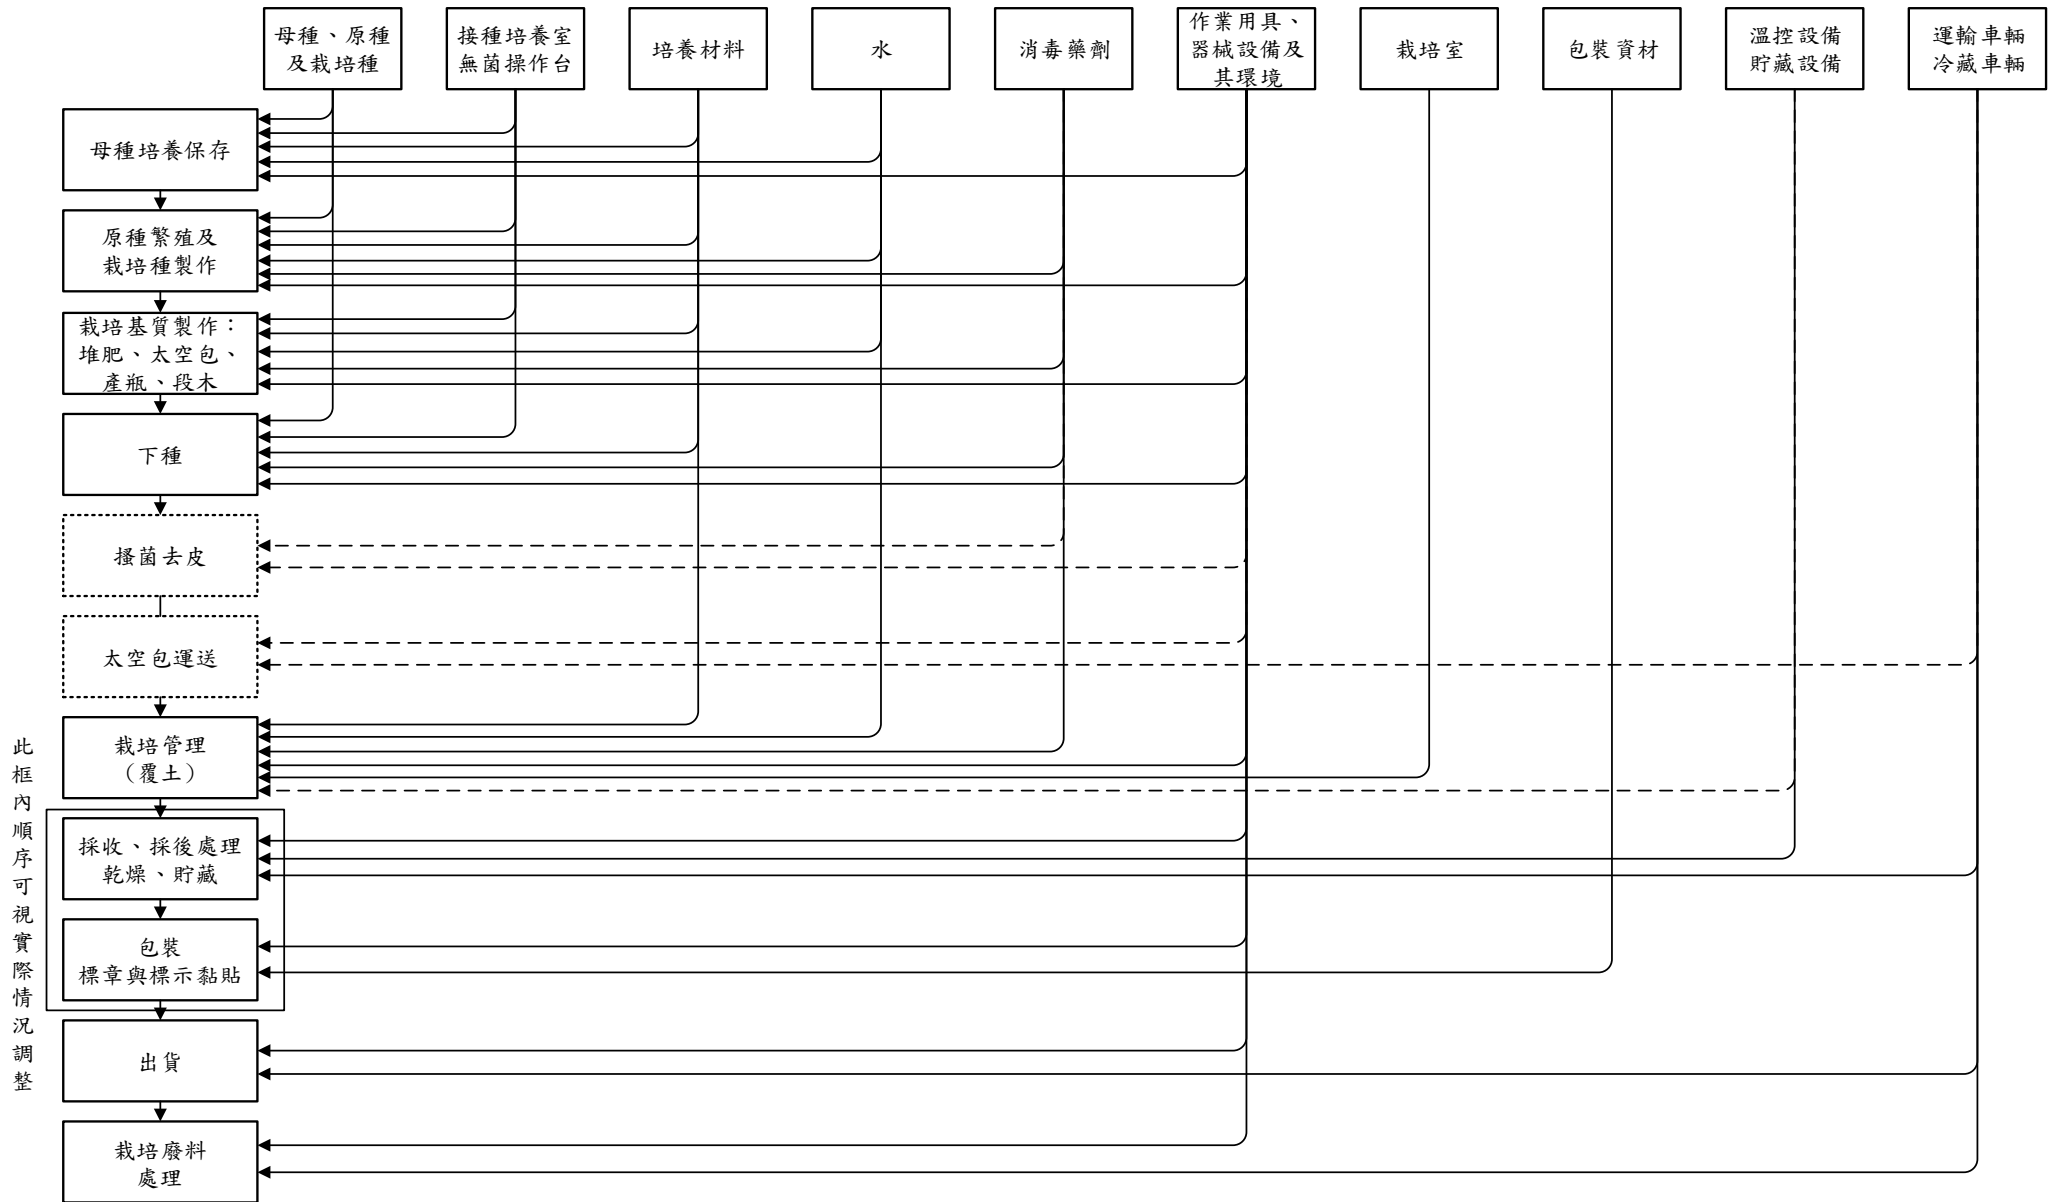 母種、原種
及栽培種
接種培養室
無菌操作台
培養材料
水
消毒藥劑
作業用具、
器械設備及
其環境
栽培室
包裝資材
溫控設備
貯藏設備
運輸車輛
冷藏車輛
母種培養保存
原種繁殖及
栽培種製作
栽培基質製作：
堆肥、太空包、
產瓶、段木
下種
搔菌去皮
太空包運送
栽培管理
（覆土）
採收、採後處理
乾燥、貯藏
包裝
標章與標示黏貼
出貨
栽培廢料
處理
此框內順序可視實際情況調整